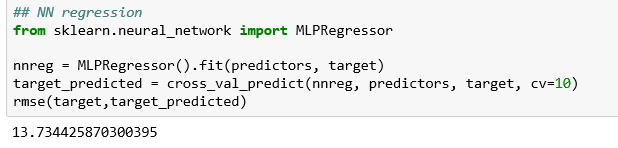 ## NN regression
from sklearn.neural_network import MLPRegressor
nnreg = MLPRegressor().fit(predictors, target)
target_predicted = cross_val_predict(nnreg, predictors, target, cv=10)
rmse(target,target_predicted)
13.734425870300395